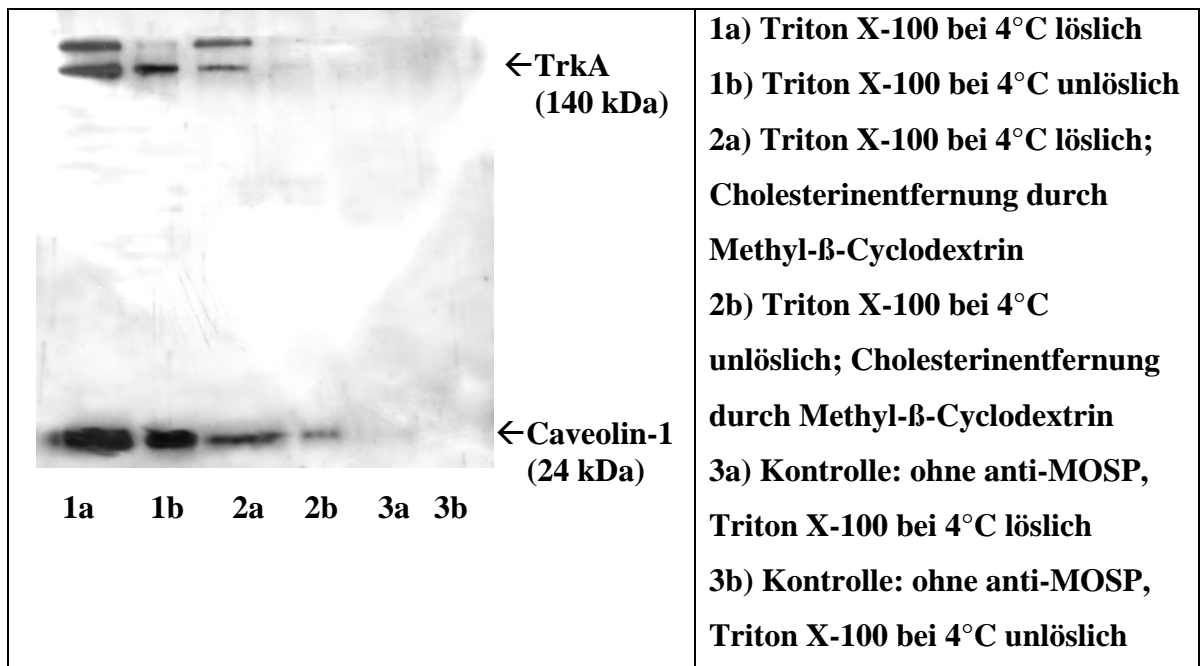 ←TrkA
(140 kDa)
←Caveolin-1
(24 kDa)
1a 1b 2a 2b 3a 3b
1a) Triton X-100 bei 4°C löslich
1b) Triton X-100 bei 4°C unlöslich
2a) Triton X-100 bei 4°C löslich;
Cholesterinentfernung durch
Methyl-ß-Cyclodextrin
2b) Triton X-100 bei 4°C
unlöslich; Cholesterinentfernung
durch Methyl-ß-Cyclodextrin
3a) Kontrolle: ohne anti-MOSP,
Triton X-100 bei 4°C löslich
3b) Kontrolle: ohne anti-MOSP,
Triton X-100 bei 4°C unlöslich